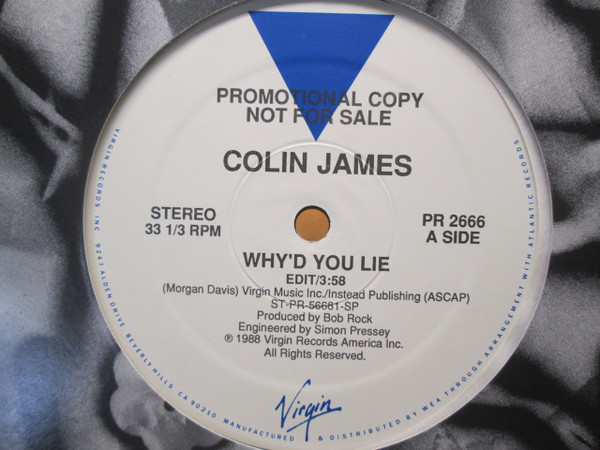 PROMOTIONAL COPY
NOT FOR SALE
COLIN JAMES
STEREO
33 1/3 RPM
PR 2666
A SIDE
WHY'D YOU LIE
EDIT/3:58
(Morgan Davis) Virgin Music Inc./Instead Publishing (ASCAP)
ST-PR-56681-SP
Produced by Bob Rock
Engineered by Simon Pressey
℗ 1988 Virgin Records America Inc.
All Rights Reserved.
Virgin
VIRGIN RECORDS INC. 9247 ALDEN DRIVE BEVERLY HILLS, CA 90210 MANUFACTURED & DISTRIBUTED BY WEA THROUGH ARRANGEMENT WITH ATLANTIC RECORDS